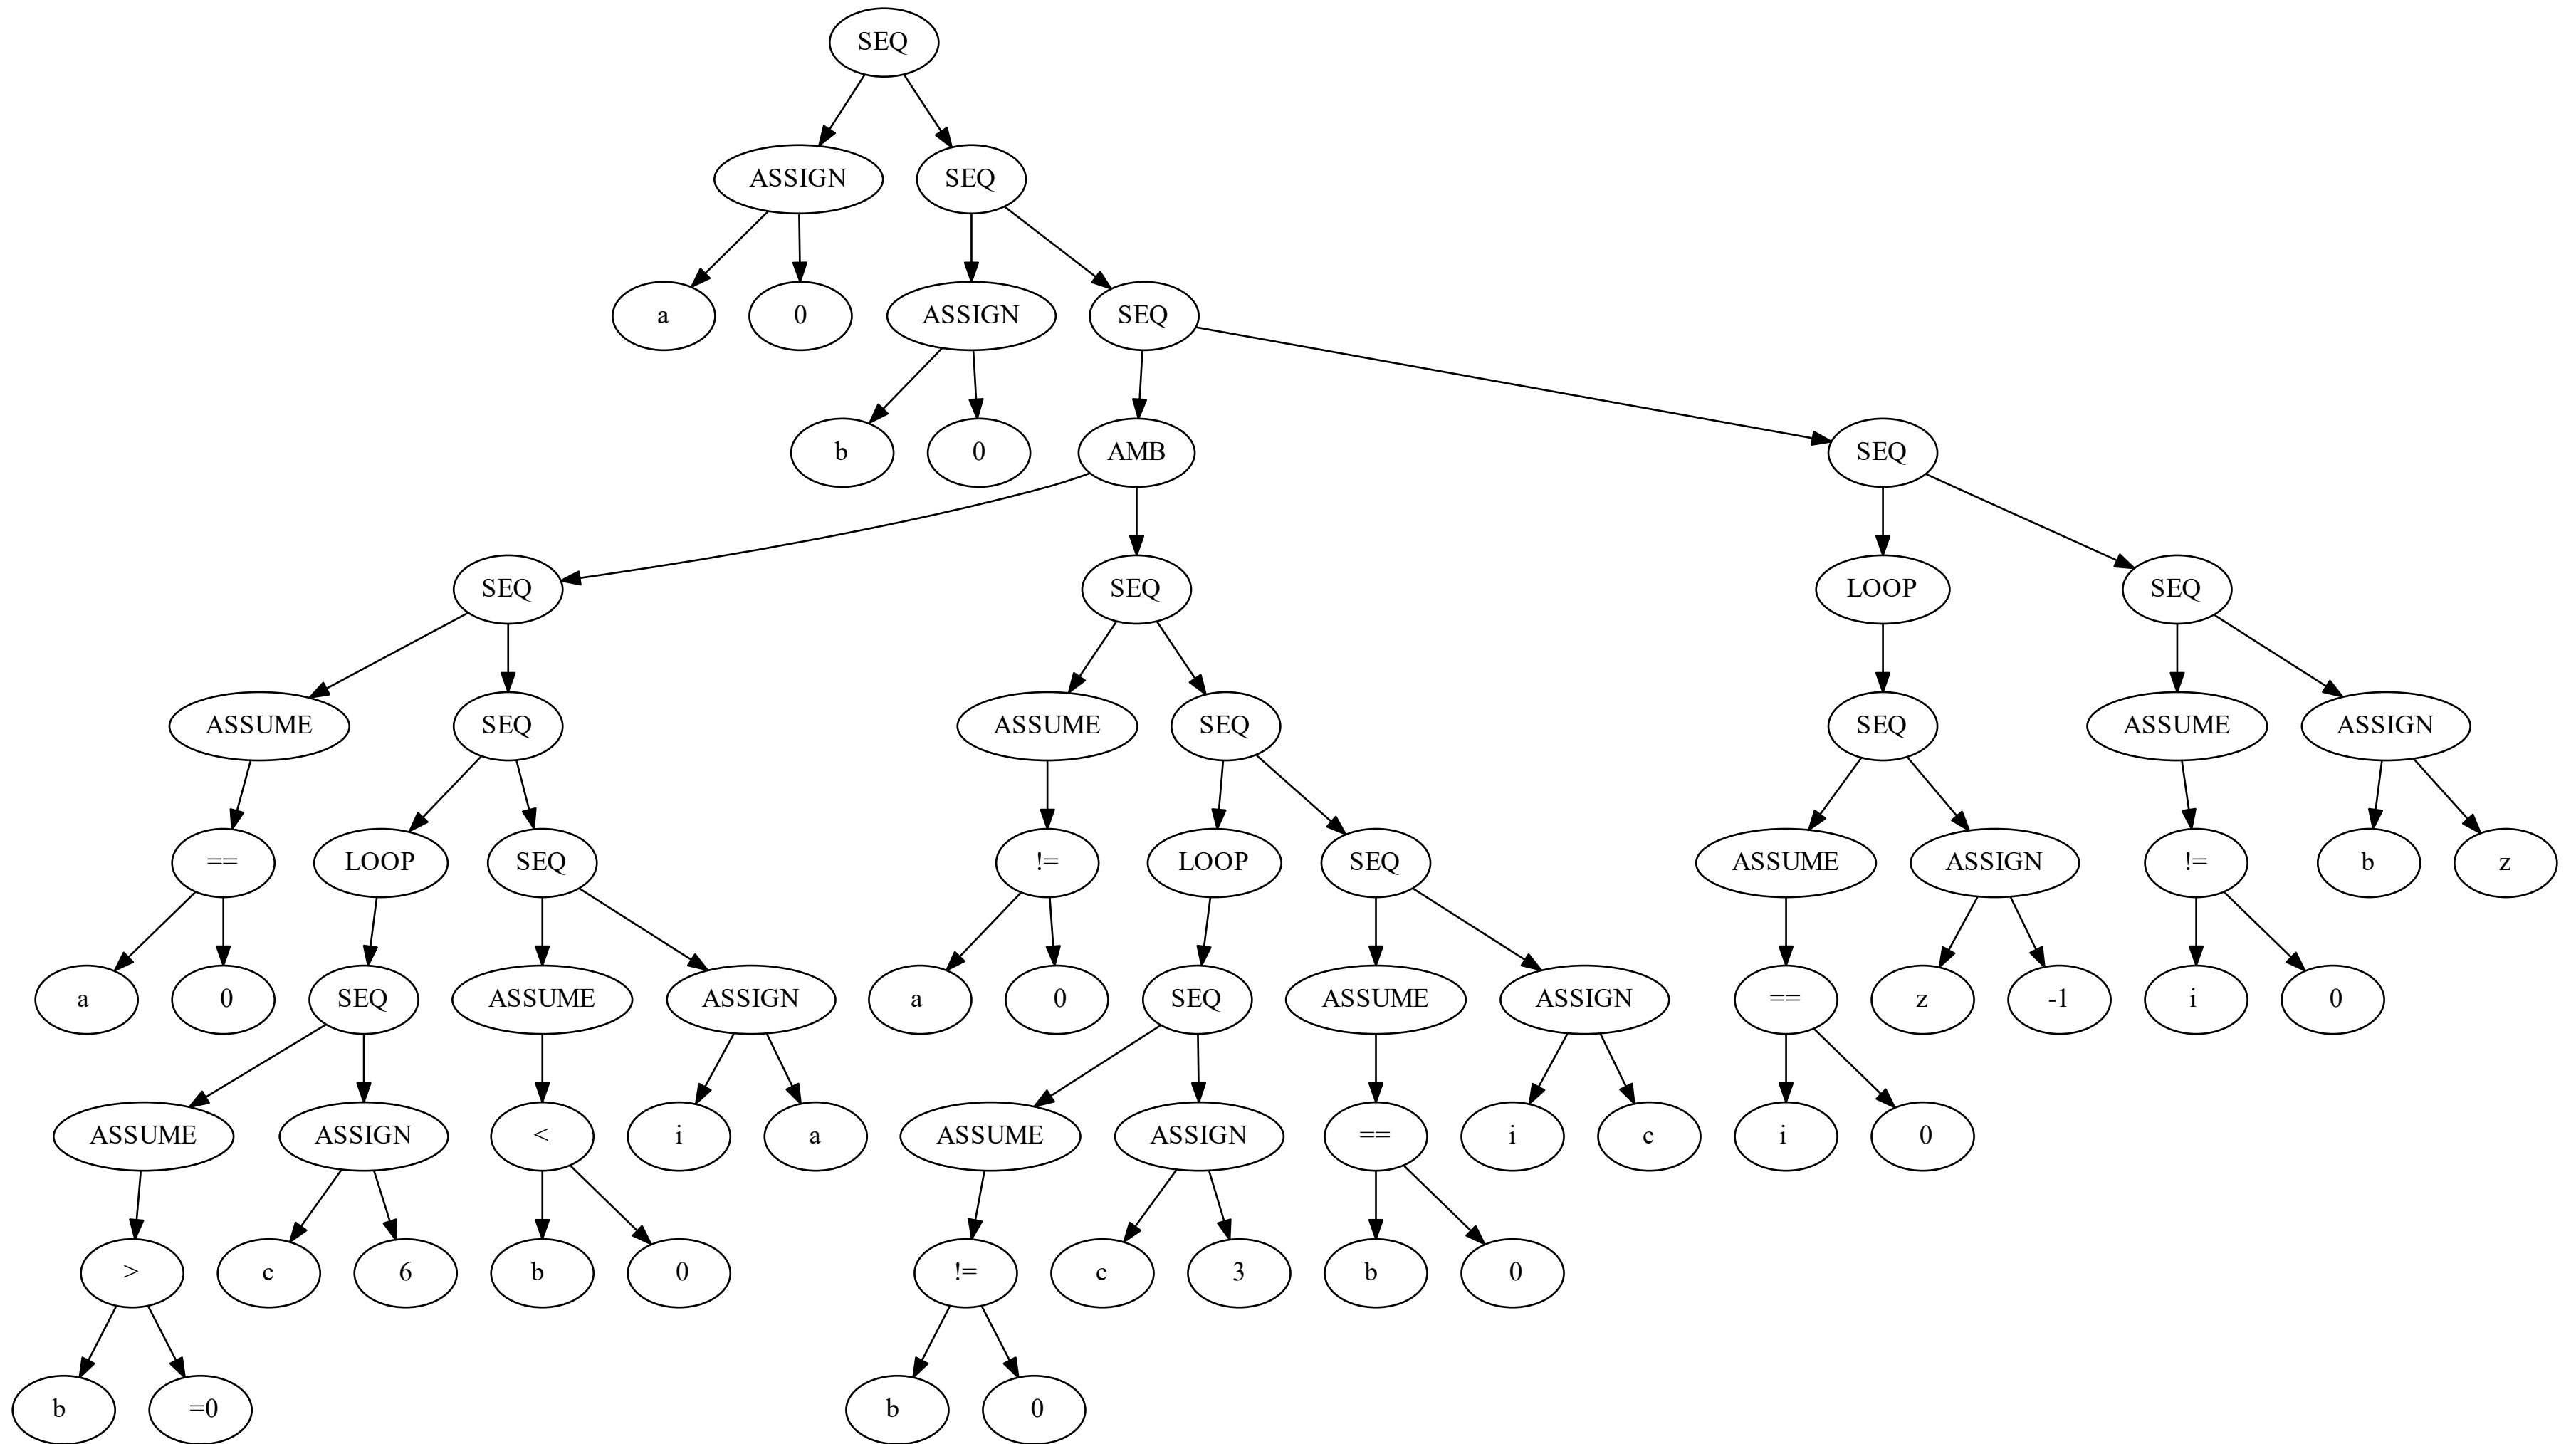 SEQ
ASSIGN SEQ
a 0 ASSIGN SEQ
b 0 AMB SEQ
SEQ SEQ LOOP SEQ
ASSUME SEQ ASSUME SEQ SEQ ASSUME ASSIGN
== LOOP SEQ != LOOP SEQ ASSUME ASSIGN != b z
a 0 SEQ ASSUME ASSIGN a 0 SEQ ASSUME ASSIGN == z -1 i 0
ASSUME ASSIGN < i a ASSUME ASSIGN == i c i 0
> c 6 b 0 != c 3 b 0
b =0 b 0